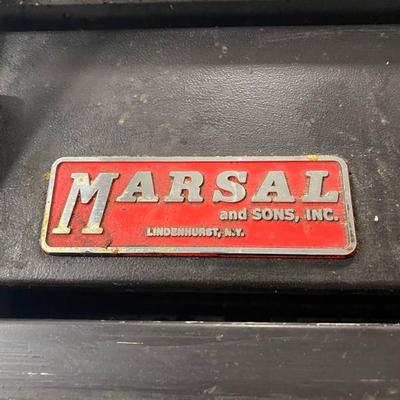 MARSAL
and SONS, INC.
LINDENHURST, N.Y.